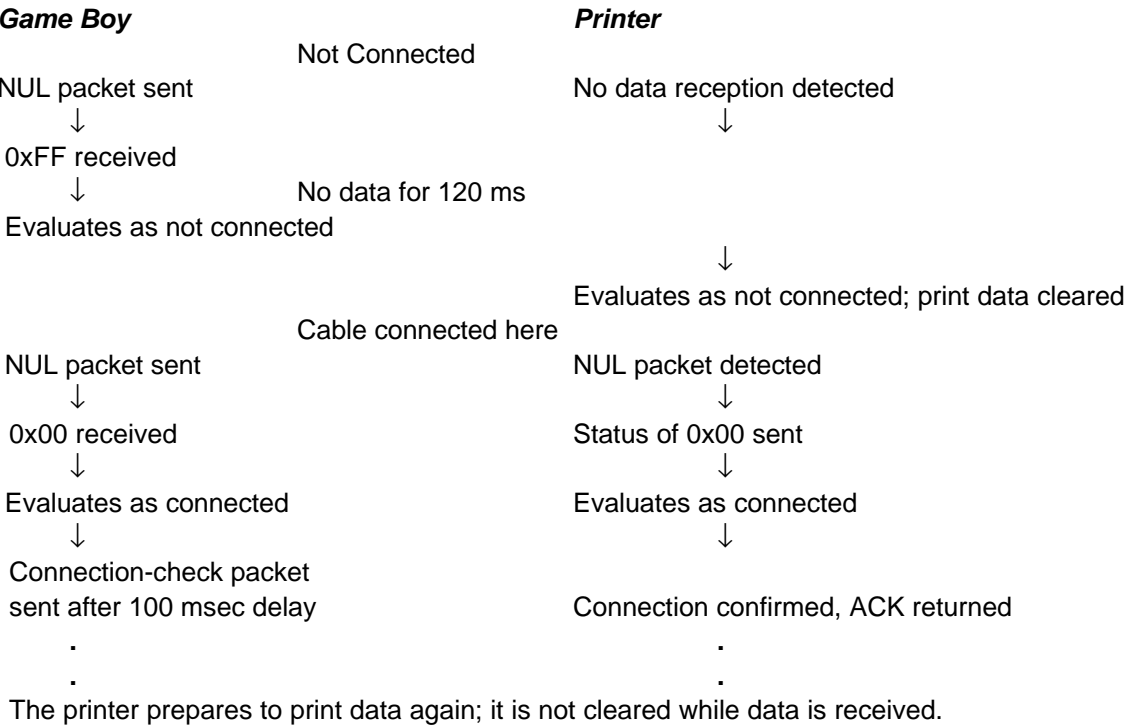 Game Boy Printer
Not Connected
NUL packet sent No data reception detected
↓ ↓
0xFF received
↓ No data for 120 ms
Evaluates as not connected
↓
Evaluates as not connected; print data cleared
Cable connected here
NUL packet sent NUL packet detected
↓ ↓
0x00 received Status of 0x00 sent
↓ ↓
Evaluates as connected Evaluates as connected
↓ ↓
Connection-check packet
sent after 100 msec delay Connection confirmed, ACK returned
. .
. .
The printer prepares to print data again; it is not cleared while data is received.